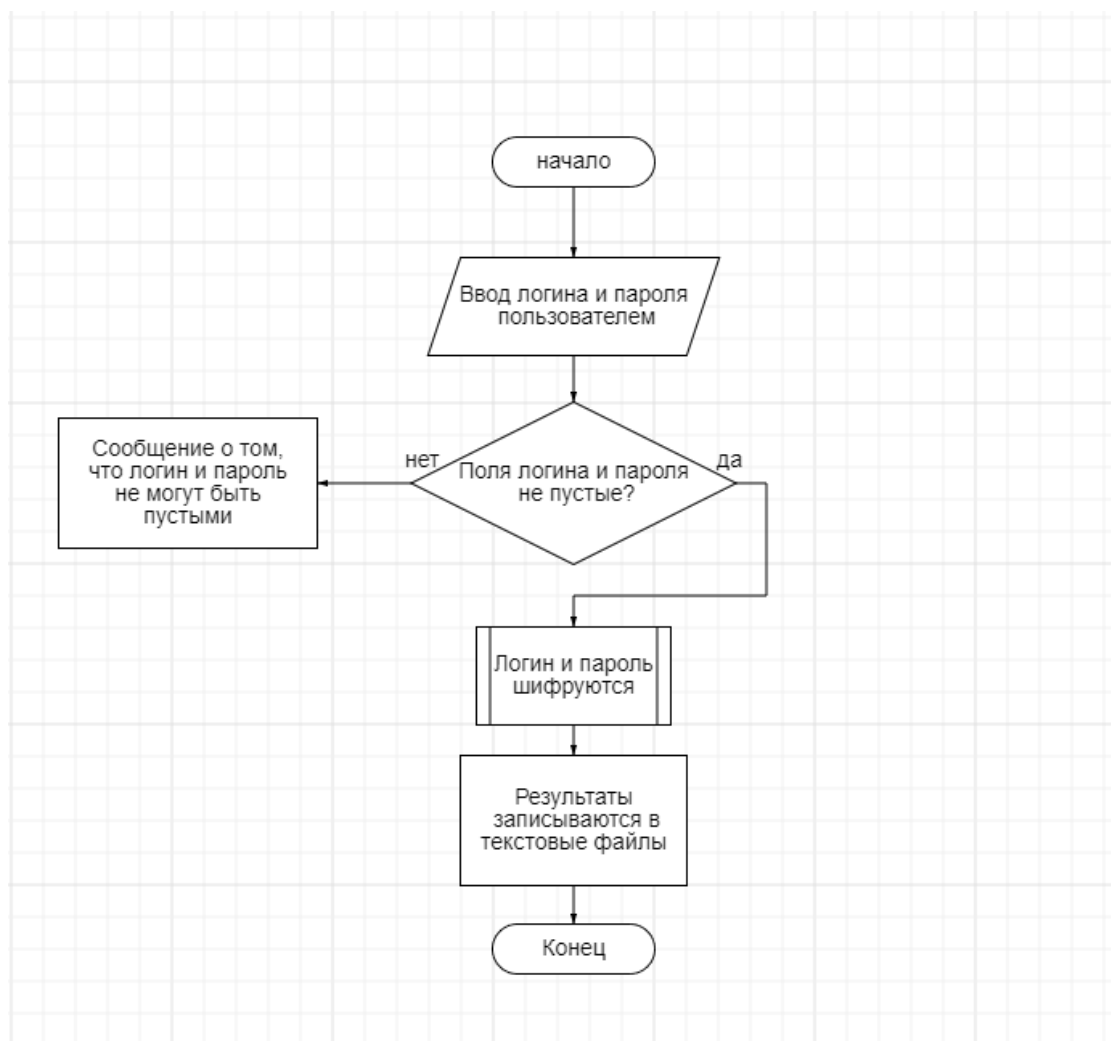 начало
Ввод логина и пароля
пользователем
Сообщение о том,
что логин и пароль
не могут быть
пустыми
нет
Поля логина и пароля
не пустые?
да
Логин и пароль
шифруются
Результаты
записываются в
текстовые файлы
Конец